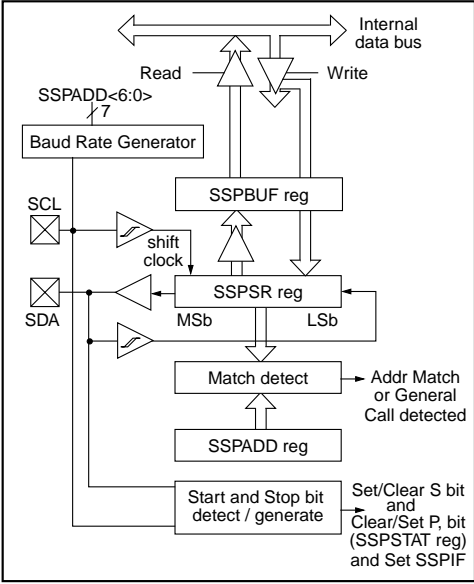 Internal
data bus
Read
Write
SSPADD<6:0>
7
Baud Rate Generator
SSPBUF reg
SCL
shift
clock
SSPSR reg
SDA
MSb
LSb
Match detect
Addr Match
or General
Call detected
SSPADD reg
Start and Stop bit
detect / generate
Set/Clear S bit
and
Clear/Set P, bit
(SSPSTAT reg)
and Set SSPIF